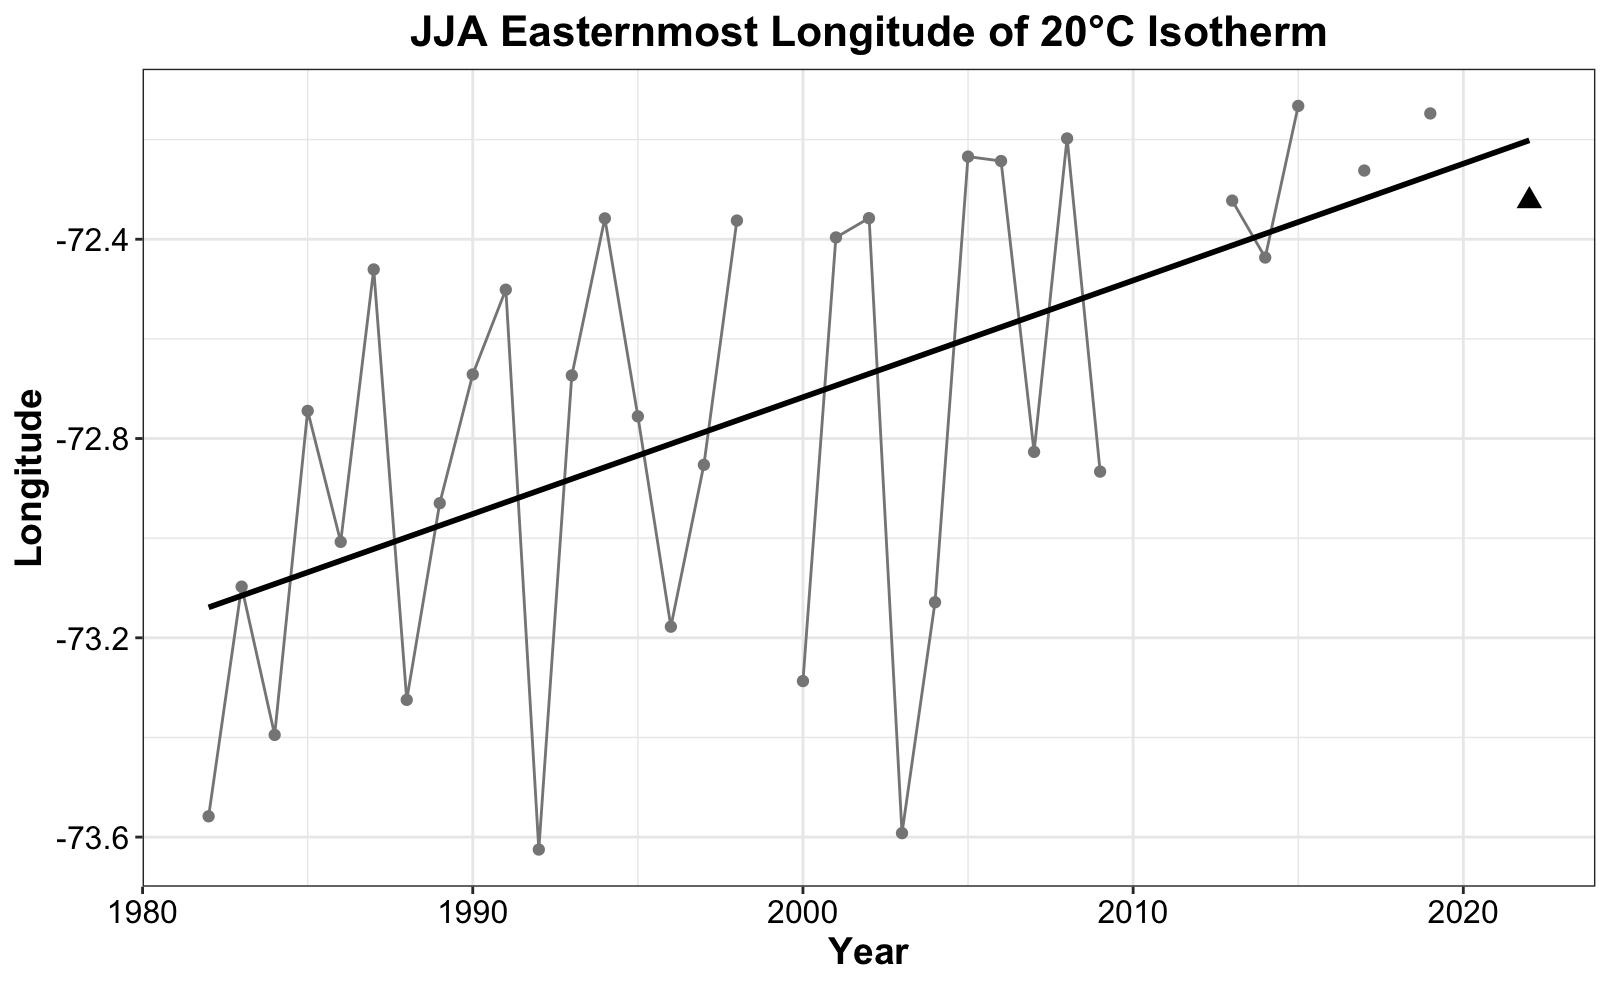 JJA Easternmost Longitude of 20°C Isotherm
Longitude
-72.4
-72.8
-73.2
-73.6
1980 1990 2000 2010 2020
Year